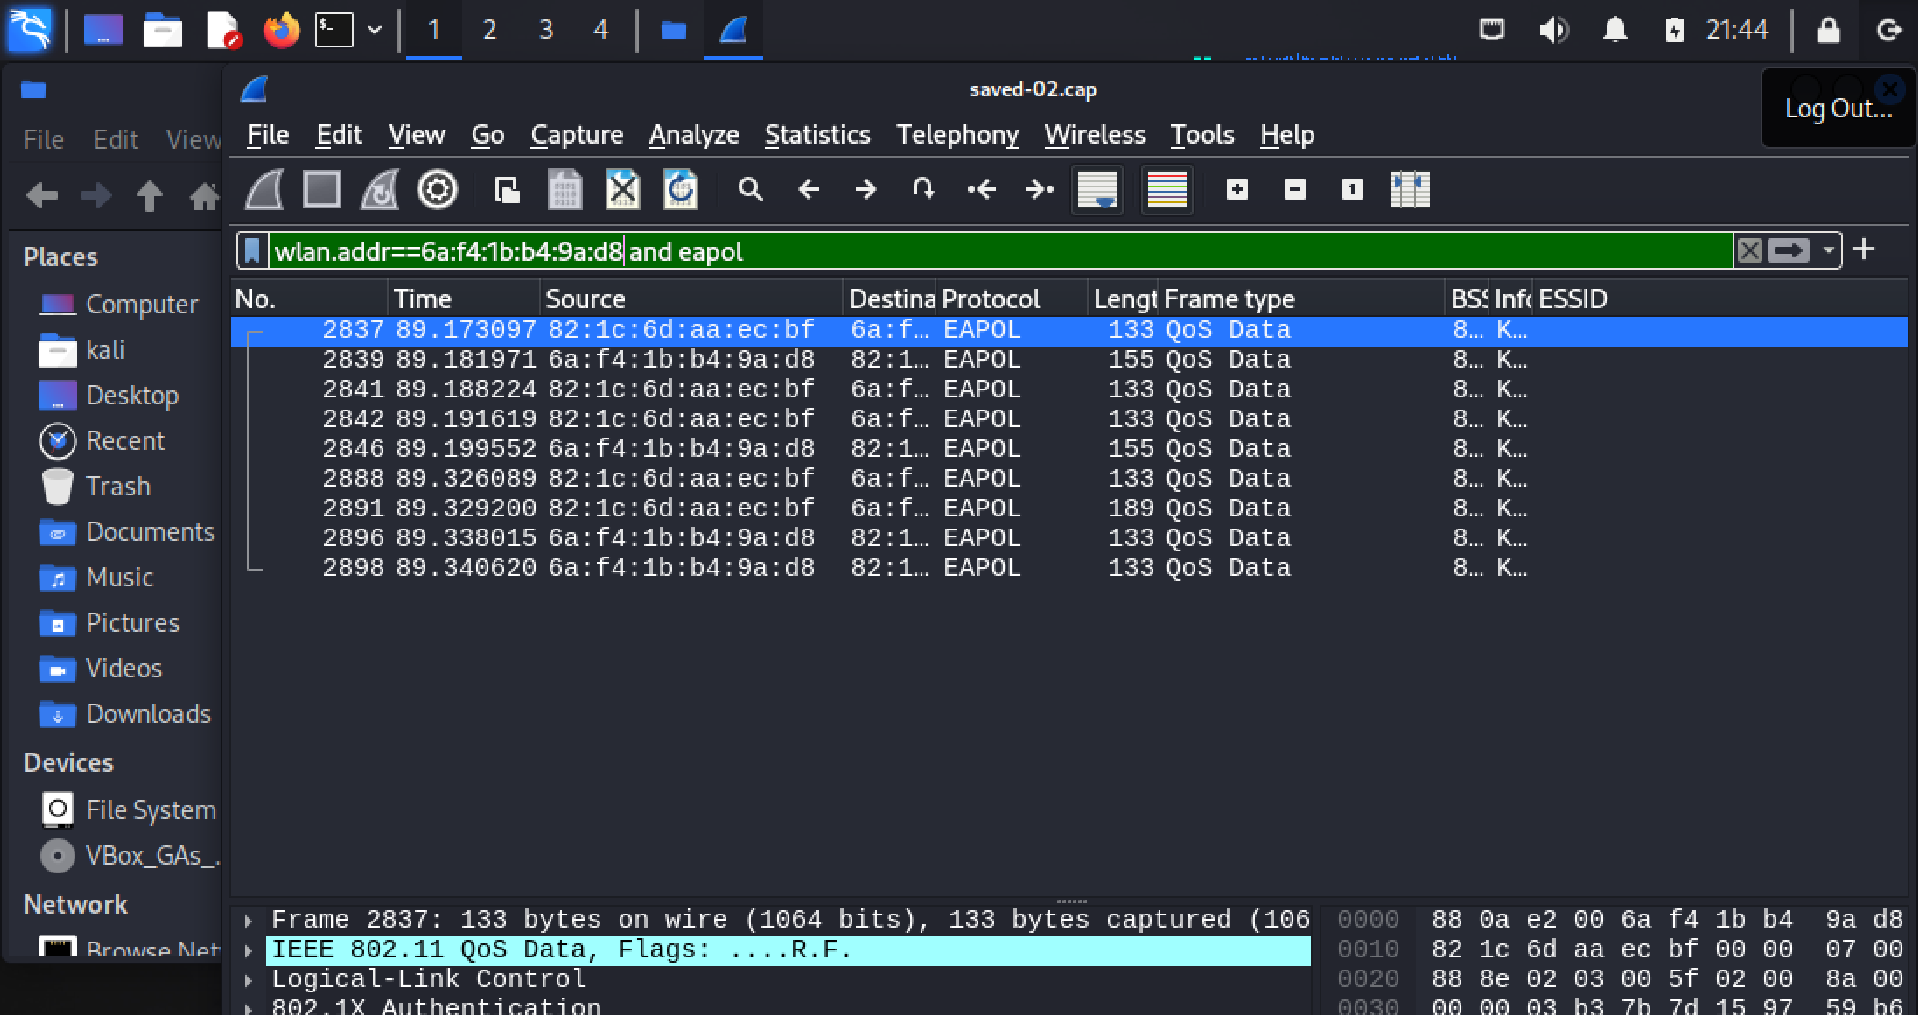 1 2 3 4 21:44
saved-02.cap
Log Out...
File Edit View
File Edit View Go Capture Analyze Statistics Telephony Wireless Tools Help
wlan.addr==6a:f4:1b:b4:9a:d8 and eapol
Places
Computer
kali
Desktop
Recent
Trash
Documents
Music
Pictures
Videos
Downloads
Devices
File System
VBox_GAs_...
Network
Browse Net
No. Time Source Destina Protocol Lengt Frame type BSS Info ESSID
2837 89.173097 82:1c:6d:aa:ec:bf 6a:f… EAPOL 133 QoS Data 8… K…
2839 89.181971 6a:f4:1b:b4:9a:d8 82:1… EAPOL 155 QoS Data 8… K…
2841 89.188224 82:1c:6d:aa:ec:bf 6a:f… EAPOL 133 QoS Data 8… K…
2842 89.191619 82:1c:6d:aa:ec:bf 6a:f… EAPOL 133 QoS Data 8… K…
2846 89.199552 6a:f4:1b:b4:9a:d8 82:1… EAPOL 155 QoS Data 8… K…
2888 89.326089 82:1c:6d:aa:ec:bf 6a:f… EAPOL 133 QoS Data 8… K…
2891 89.329200 82:1c:6d:aa:ec:bf 6a:f… EAPOL 189 QoS Data 8… K…
2896 89.338015 6a:f4:1b:b4:9a:d8 82:1… EAPOL 133 QoS Data 8… K…
2898 89.340620 6a:f4:1b:b4:9a:d8 82:1… EAPOL 133 QoS Data 8… K…
Frame 2837: 133 bytes on wire (1064 bits), 133 bytes captured (106
IEEE 802.11 QoS Data, Flags: ....R.F.
Logical-Link Control
802.1X Authentication
0000 88 0a e2 00 6a f4 1b b4 9a d8
0010 82 1c 6d aa ec bf 00 00 07 00
0020 88 8e 02 03 00 5f 02 00 8a 00
0030 00 00 03 b3 7b 7d 15 97 59 b6